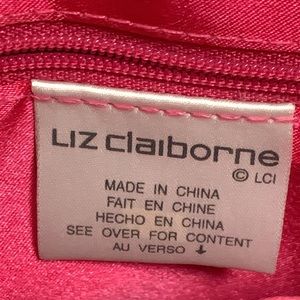 Liz claiborne
© LCI
MADE IN CHINA
FAIT EN CHINE
HECHO EN CHINA
SEE OVER FOR CONTENT
AU VERSO ↓